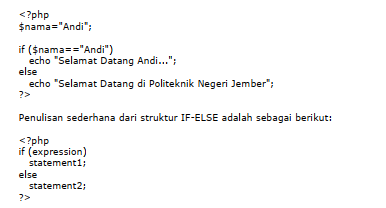 <?php
$nama="Andi";

if ($nama=="Andi")
  echo "Selamat Datang Andi...";
else
  echo "Selamat Datang di Politeknik Negeri Jember";
?>

Penulisan sederhana dari struktur IF-ELSE adalah sebagai berikut:

<?php
if (expression)
  statement1;
else
  statement2;
?>